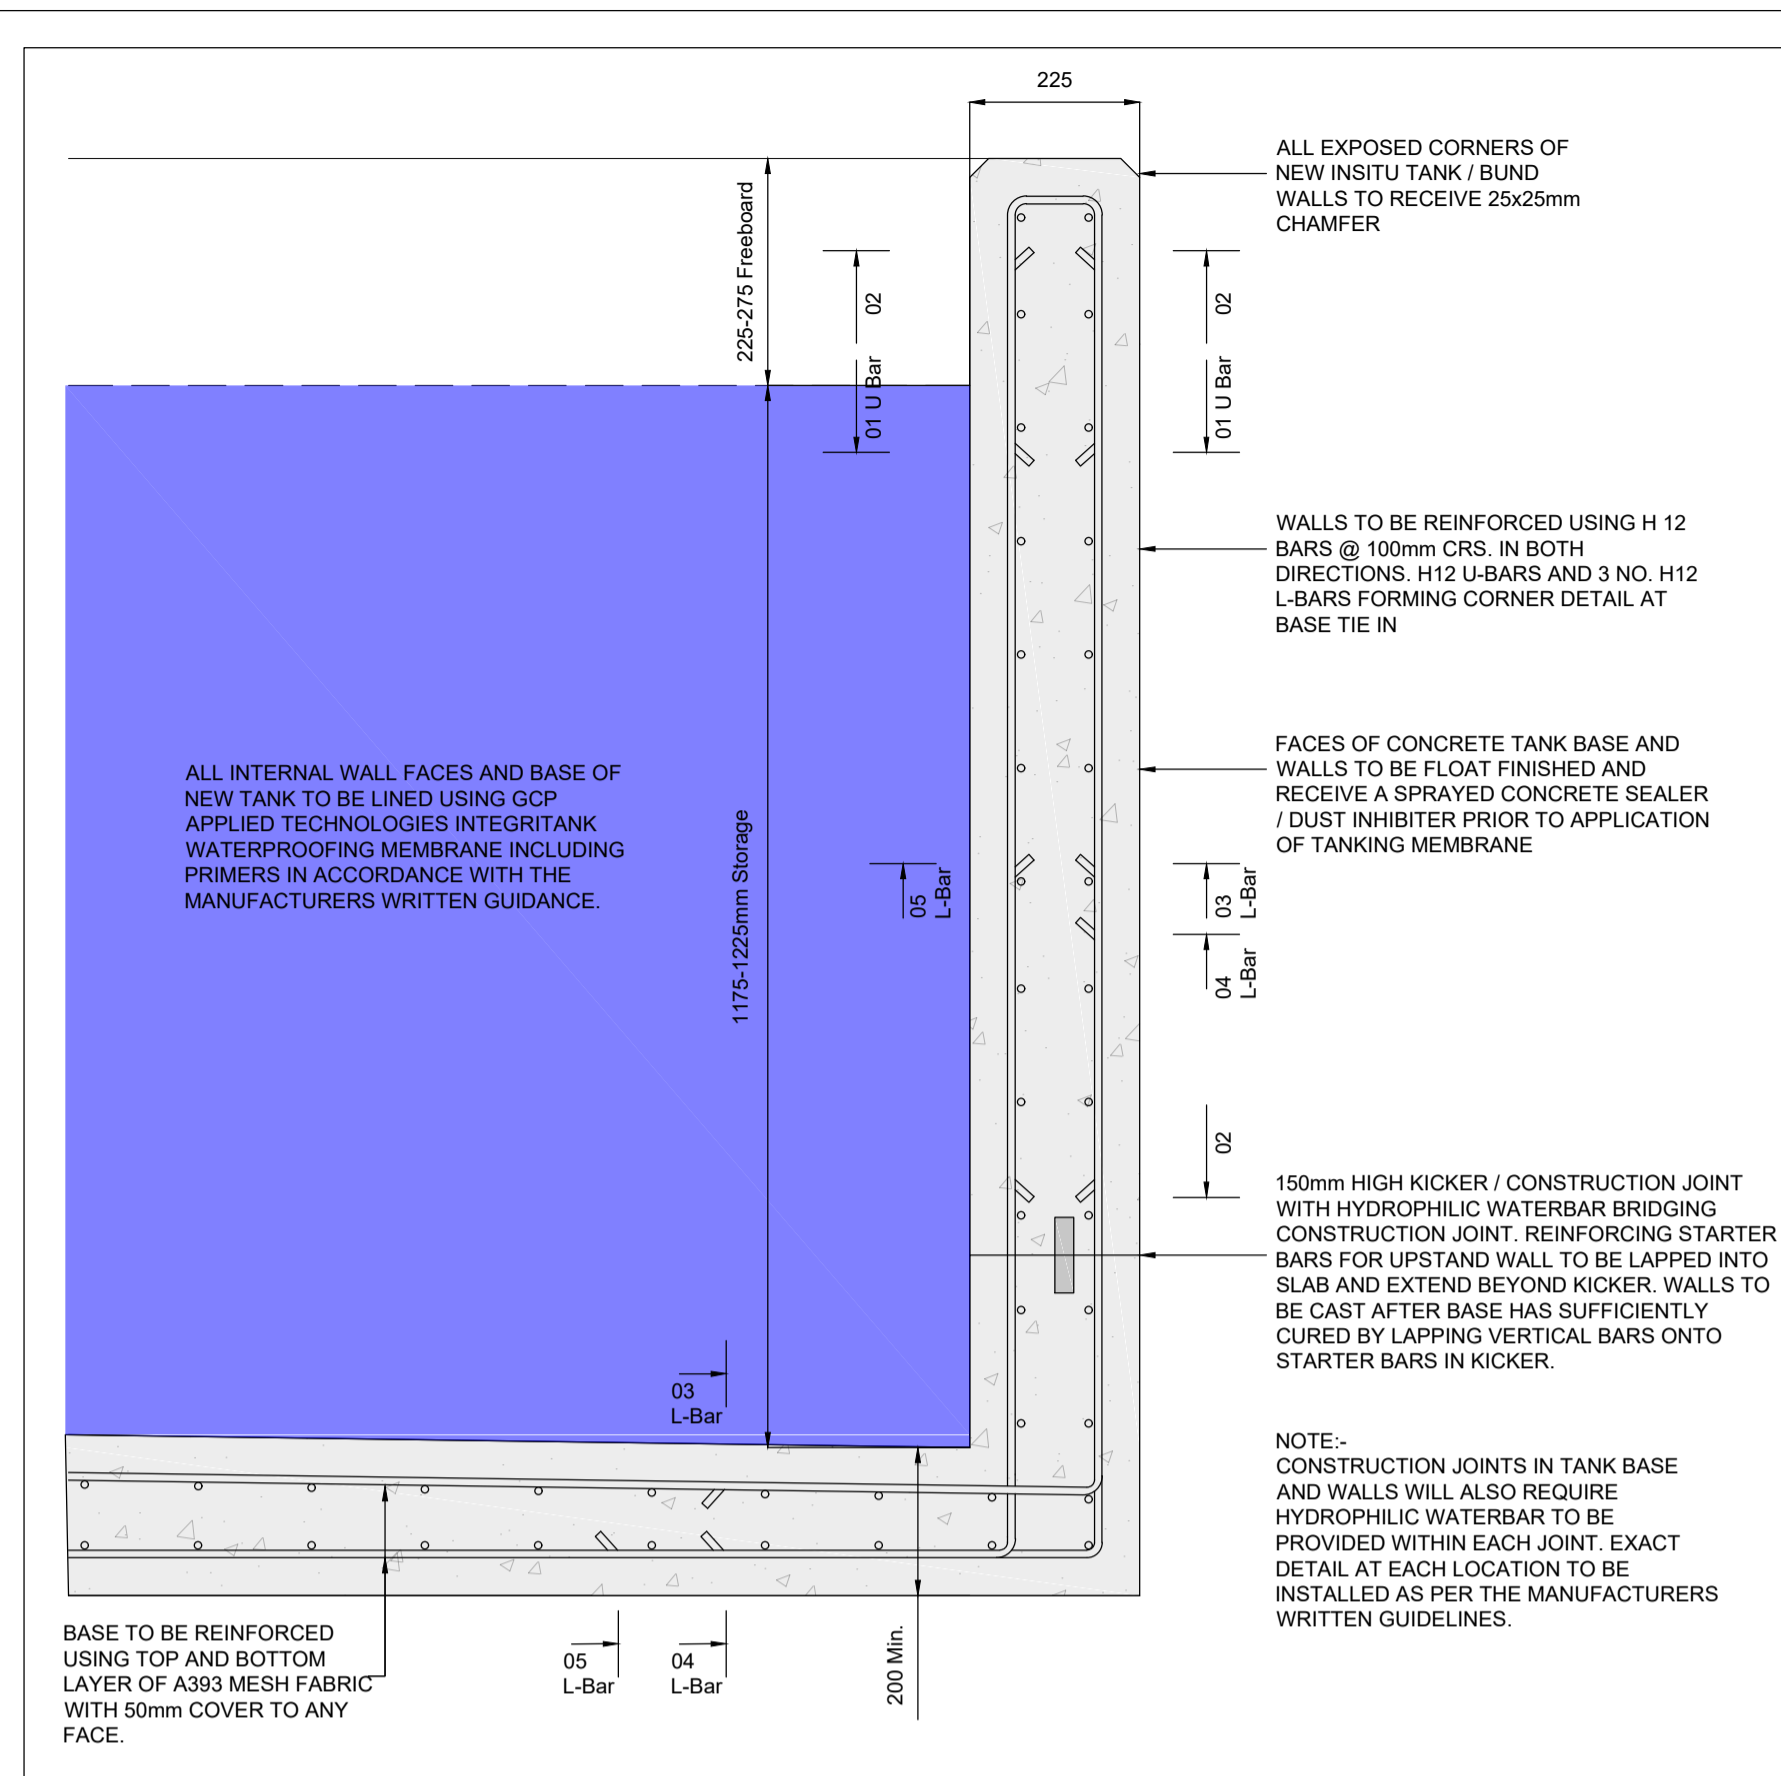 225
ALL EXPOSED CORNERS OF
NEW INSITU TANK / BUND
WALLS TO RECEIVE 25x25mm
CHAMFER
225-275 Freeboard
02
01 U Bar
02
01 U Bar
WALLS TO BE REINFORCED USING H 12
BARS @ 100mm CRS. IN BOTH
DIRECTIONS. H12 U-BARS AND 3 NO. H12
L-BARS FORMING CORNER DETAIL AT
BASE TIE IN
FACES OF CONCRETE TANK BASE AND
WALLS TO BE FLOAT FINISHED AND
RECEIVE A SPRAYED CONCRETE SEALER
/ DUST INHIBITER PRIOR TO APPLICATION
OF TANKING MEMBRANE
ALL INTERNAL WALL FACES AND BASE OF
NEW TANK TO BE LINED USING GCP
APPLIED TECHNOLOGIES INTEGRITANK
WATERPROOFING MEMBRANE INCLUDING
PRIMERS IN ACCORDANCE WITH THE
MANUFACTURERS WRITTEN GUIDANCE.
1175-1225mm Storage
05
L-Bar
03
L-Bar
04
L-Bar
02
150mm HIGH KICKER / CONSTRUCTION JOINT
WITH HYDROPHILIC WATERBAR BRIDGING
CONSTRUCTION JOINT. REINFORCING STARTER
BARS FOR UPSTAND WALL TO BE LAPPED INTO
SLAB AND EXTEND BEYOND KICKER. WALLS TO
BE CAST AFTER BASE HAS SUFFICIENTLY
CURED BY LAPPING VERTICAL BARS ONTO
STARTER BARS IN KICKER.
03
L-Bar
NOTE:-
CONSTRUCTION JOINTS IN TANK BASE
AND WALLS WILL ALSO REQUIRE
HYDROPHILIC WATERBAR TO BE
PROVIDED WITHIN EACH JOINT. EXACT
DETAIL AT EACH LOCATION TO BE
INSTALLED AS PER THE MANUFACTURERS
WRITTEN GUIDELINES.
BASE TO BE REINFORCED
USING TOP AND BOTTOM
LAYER OF A393 MESH FABRIC
WITH 50mm COVER TO ANY
FACE.
05
L-Bar
04
L-Bar
200 Min.